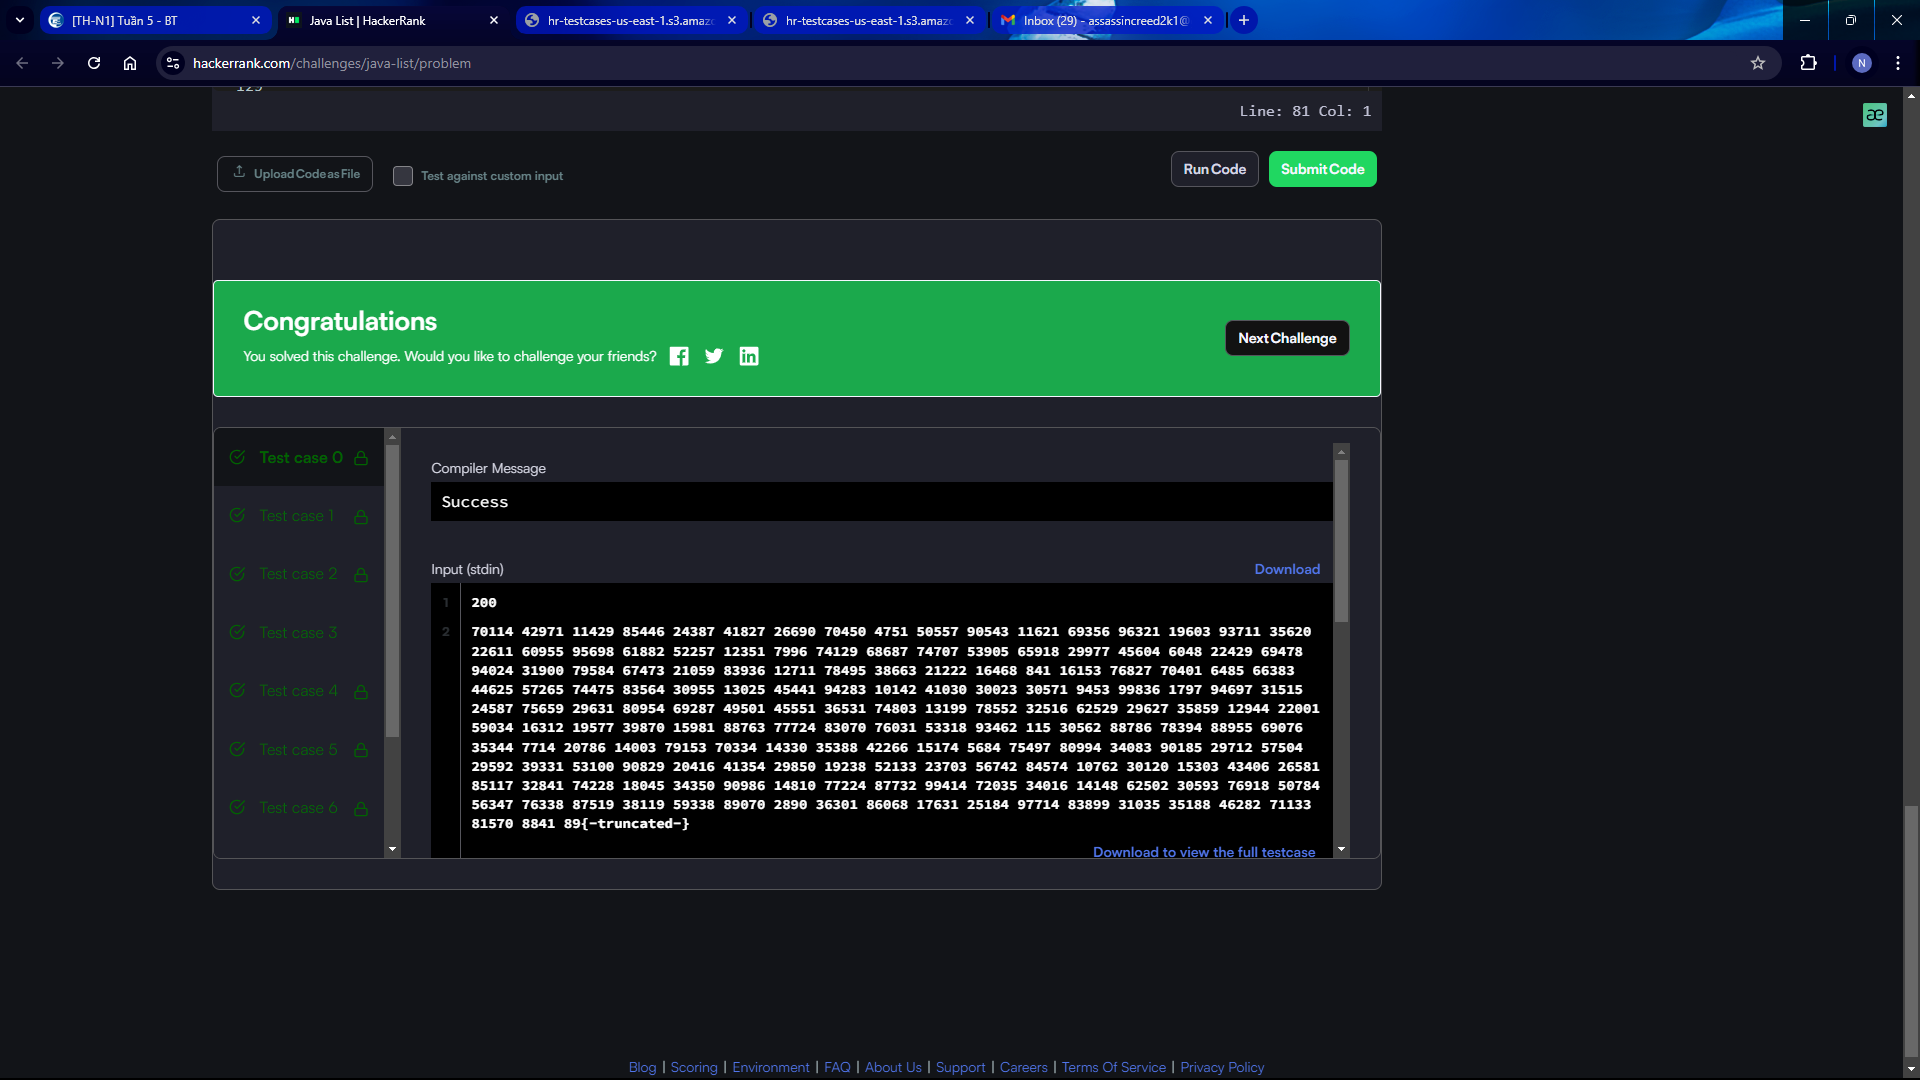 [TH-N1] Tuần 5 - BT
Java List | HackerRank
hr-testcases-us-east-1.s3.amazo
hr-testcases-us-east-1.s3.amazo
Inbox (29) - assassincreed2k1@
hackerrank.com/challenges/java-list/problem
N
æ
Line: 81 Col: 1
Upload Code as File
Test against custom input
Run Code
Submit Code
Congratulations
You solved this challenge. Would you like to challenge your friends?
Next Challenge
Test case 0
Test case 1
Test case 2
Test case 3
Test case 4
Test case 5
Test case 6
Compiler Message
Success
Input (stdin)
Download
1 200
2 70114 42971 11429 85446 24387 41827 26690 70450 4751 50557 90543 11621 69356 96321 19603 93711 35620
22611 60955 95698 61882 52257 12351 7996 74129 68687 74707 53905 65918 29977 45604 6048 22429 69478
94024 31900 79584 67473 21059 83936 12711 78495 38663 21222 16468 841 16153 76827 70401 6485 66383
44625 57265 74475 83564 30955 13025 45441 94283 10142 41030 30023 30571 9453 99836 1797 94697 31515
24587 75659 29631 80954 69287 49501 45551 36531 74803 13199 78552 32516 62529 29627 35859 12944 22001
59034 16312 19577 39870 15981 88763 77724 83070 76031 53318 93462 115 30562 88786 78394 88955 69076
35344 7714 20786 14003 79153 70334 14330 35388 42266 15174 5684 75497 80994 34083 90185 29712 57504
29592 39331 53100 90829 20416 41354 29850 19238 52133 23703 56742 84574 10762 30120 15303 43406 26581
85117 32841 74228 18045 34350 90986 14810 77224 87732 99414 72035 34016 14148 62502 30593 76918 50784
56347 76338 87519 38119 59338 89070 2890 36301 86068 17631 25184 97714 83899 31035 35188 46282 71133
81570 8841 89{-truncated-}
Download to view the full testcase
Blog | Scoring | Environment | FAQ | About Us | Support | Careers | Terms Of Service | Privacy Policy